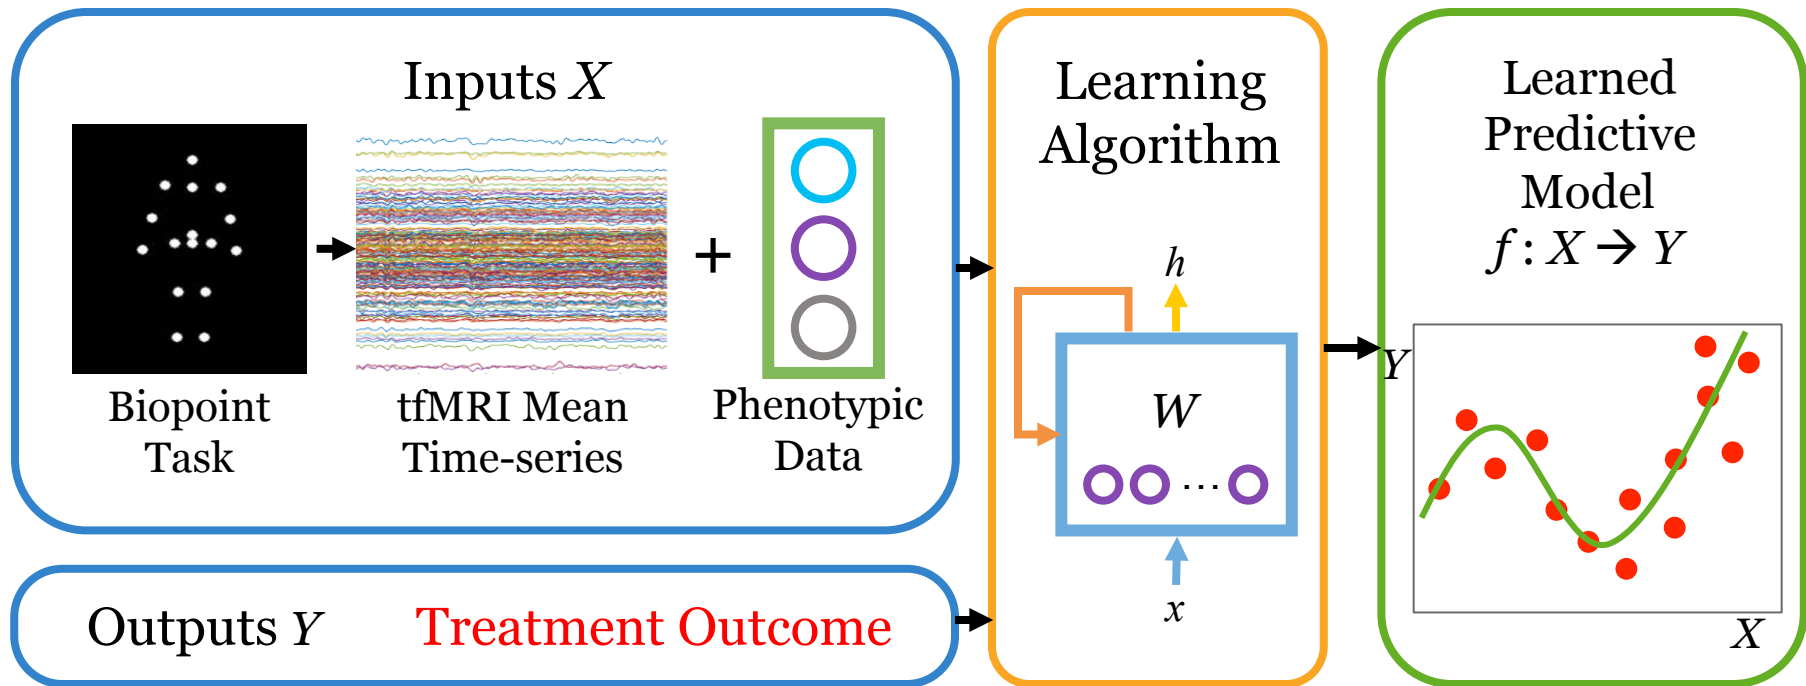 Inputs X
Biopoint
Task
tfMRI Mean
Time-series
+
Phenotypic
Data
Outputs Y
Treatment Outcome
Learning
Algorithm
h
W
...
x
Learned
Predictive
Model
f : X → Y
Y
X